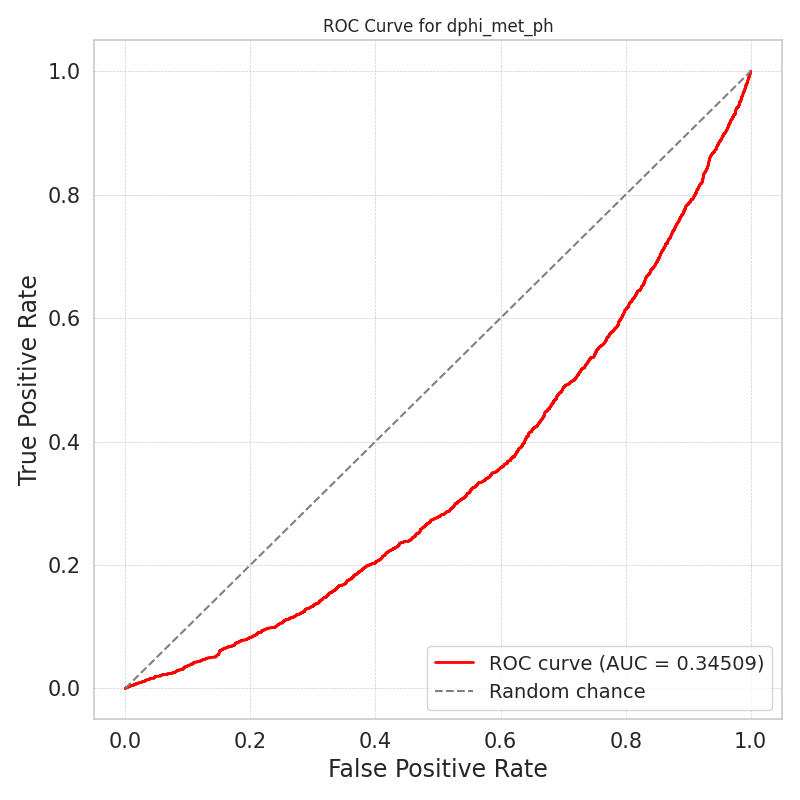 ROC Curve for dphi_met_ph
True Positive Rate
1.0
0.8
0.6
0.4
0.2
0.0
ROC curve (AUC = 0.34509)
Random chance
0.0 0.2 0.4 0.6 0.8 1.0
False Positive Rate